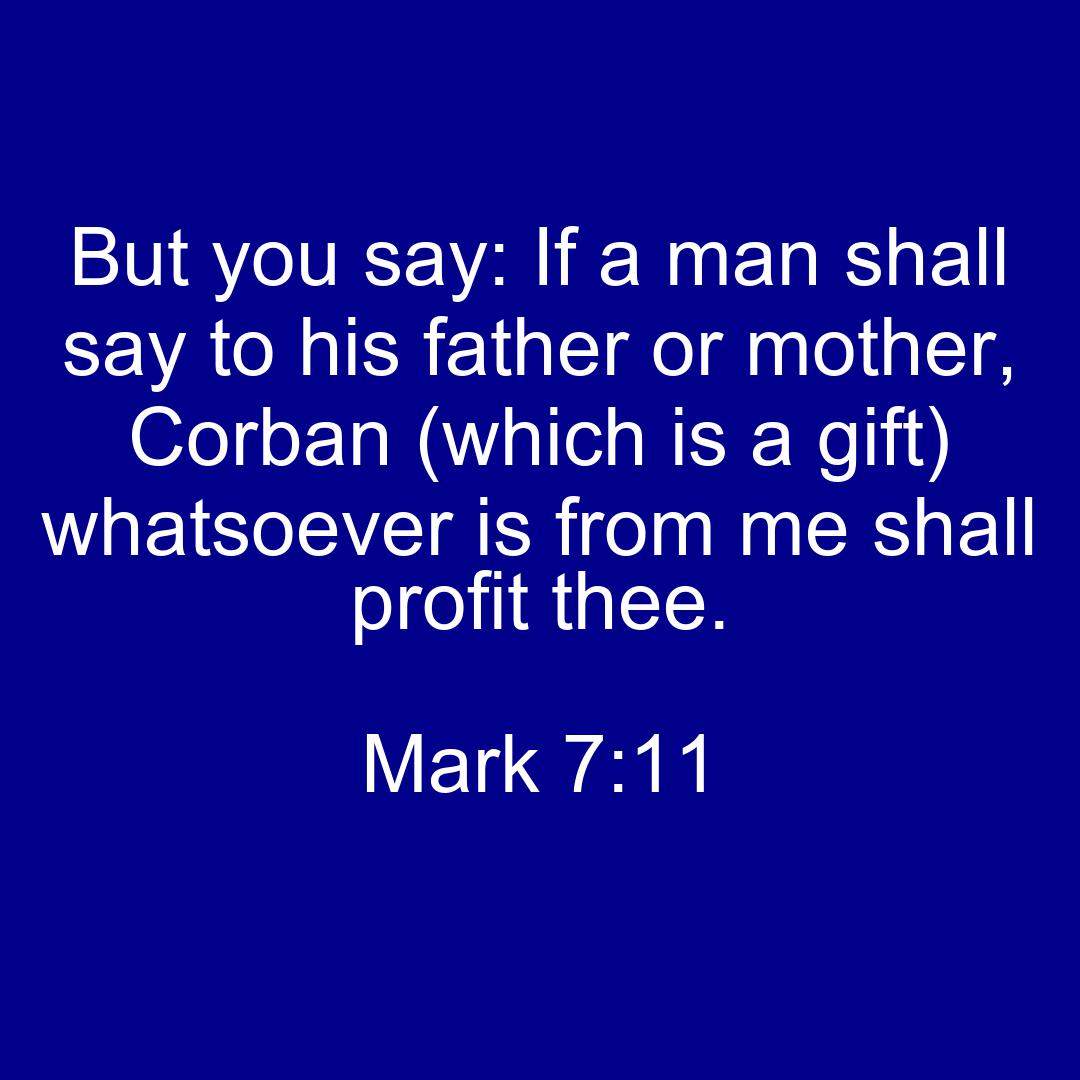 But you say: If a man shall
say to his father or mother,
Corban (which is a gift)
whatsoever is from me shall
profit thee.
Mark 7:11